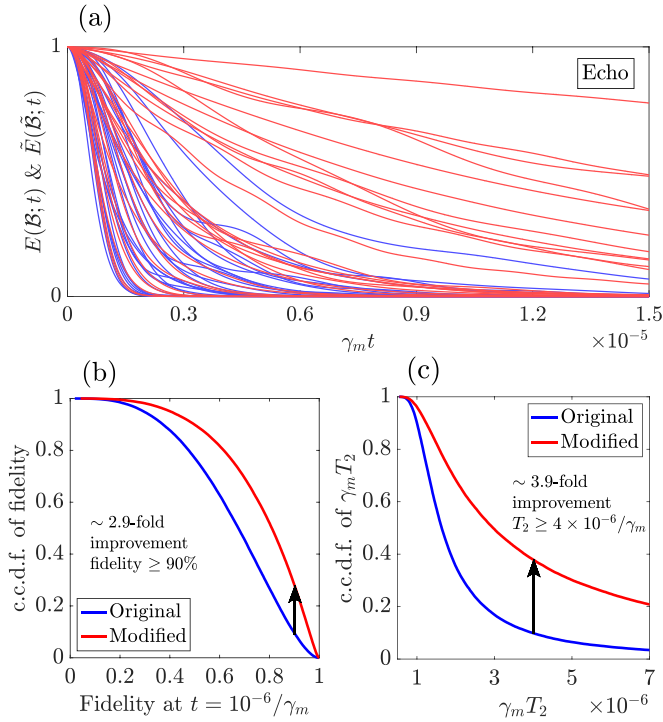 (a)
Echo
E(ℬ; t) & Ẽ(ℬ̃; t)
1
0
0 0.3 0.6 0.9 1.2 1.5
γₘt ×10⁻⁵
(b)
c.c.d.f. of fidelity
1
0.8
0.6
0.4
0.2
0
∼ 2.9-fold
improvement
fidelity ≥ 90%
Original
Modified
0 0.2 0.4 0.6 0.8 1
Fidelity at t = 10⁻⁶/γₘ
(c)
c.c.d.f. of γₘT₂
1
0.8
0.6
0.4
0.2
0
Original
Modified
∼ 3.9-fold
improvement
T₂ ≥ 4 × 10⁻⁶/γₘ
1 3 5 7
γₘT₂ ×10⁻⁶